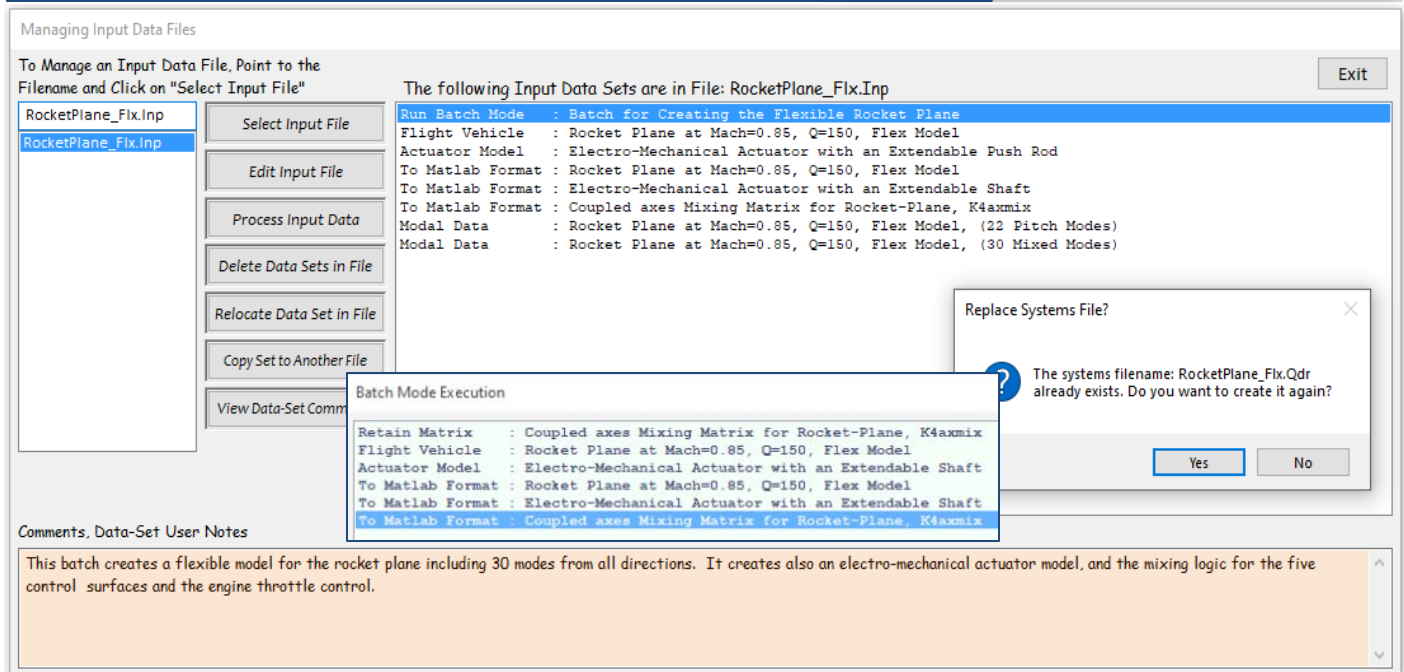 Managing Input Data Files
To Manage an Input Data File, Point to the
Filename and Click on "Select Input File"
The following Input Data Sets are in File: RocketPlane_Flx.Inp
Exit
RocketPlane_Flx.Inp
RocketPlane_Flx.Inp
Select Input File
Edit Input File
Process Input Data
Delete Data Sets in File
Relocate Data Set in File
Copy Set to Another File
View Data-Set Comm
Run Batch Mode : Batch for Creating the Flexible Rocket Plane
Flight Vehicle : Rocket Plane at Mach=0.85, Q=150, Flex Model
Actuator Model : Electro-Mechanical Actuator with an Extendable Push Rod
To Matlab Format : Rocket Plane at Mach=0.85, Q=150, Flex Model
To Matlab Format : Electro-Mechanical Actuator with an Extendable Shaft
To Matlab Format : Coupled axes Mixing Matrix for Rocket-Plane, K4axmix
Modal Data : Rocket Plane at Mach=0.85, Q=150, Flex Model, (22 Pitch Modes)
Modal Data : Rocket Plane at Mach=0.85, Q=150, Flex Model, (30 Mixed Modes)
Replace Systems File?
?
The systems filename: RocketPlane_Flx.Qdr
already exists. Do you want to create it again?
Yes
No
Batch Mode Execution
Retain Matrix : Coupled axes Mixing Matrix for Rocket-Plane, K4axmix
Flight Vehicle : Rocket Plane at Mach=0.85, Q=150, Flex Model
Actuator Model : Electro-Mechanical Actuator with an Extendable Shaft
To Matlab Format : Rocket Plane at Mach=0.85, Q=150, Flex Model
To Matlab Format : Electro-Mechanical Actuator with an Extendable Shaft
To Matlab Format : Coupled axes Mixing Matrix for Rocket-Plane, K4axmix
Comments, Data-Set User Notes
This batch creates a flexible model for the rocket plane including 30 modes from all directions. It creates also an electro-mechanical actuator model, and the mixing logic for the five
control surfaces and the engine throttle control.